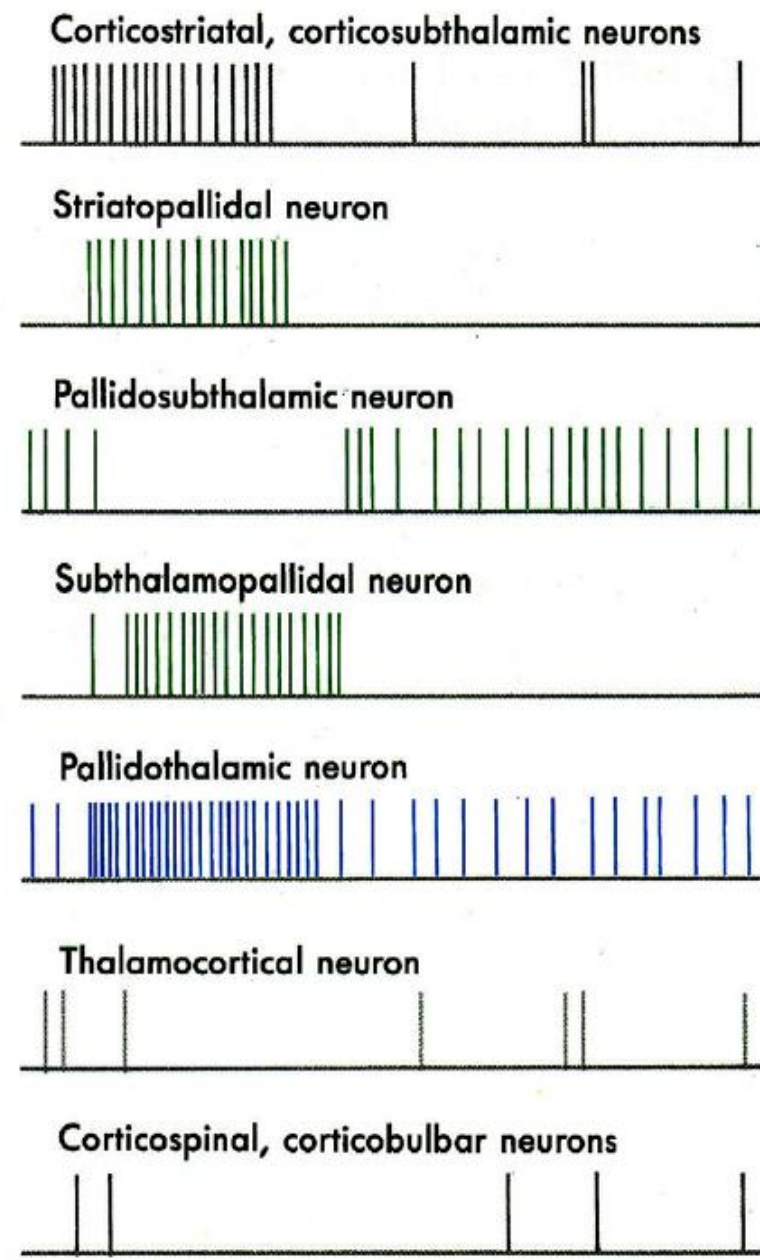 Corticostriatal, corticosubthalamic neurons
Striatopallidal neuron
Pallidosubthalamic neuron
Subthalamopallidal neuron
Pallidothalamic neuron
Thalamocortical neuron
Corticospinal, corticobulbar neurons